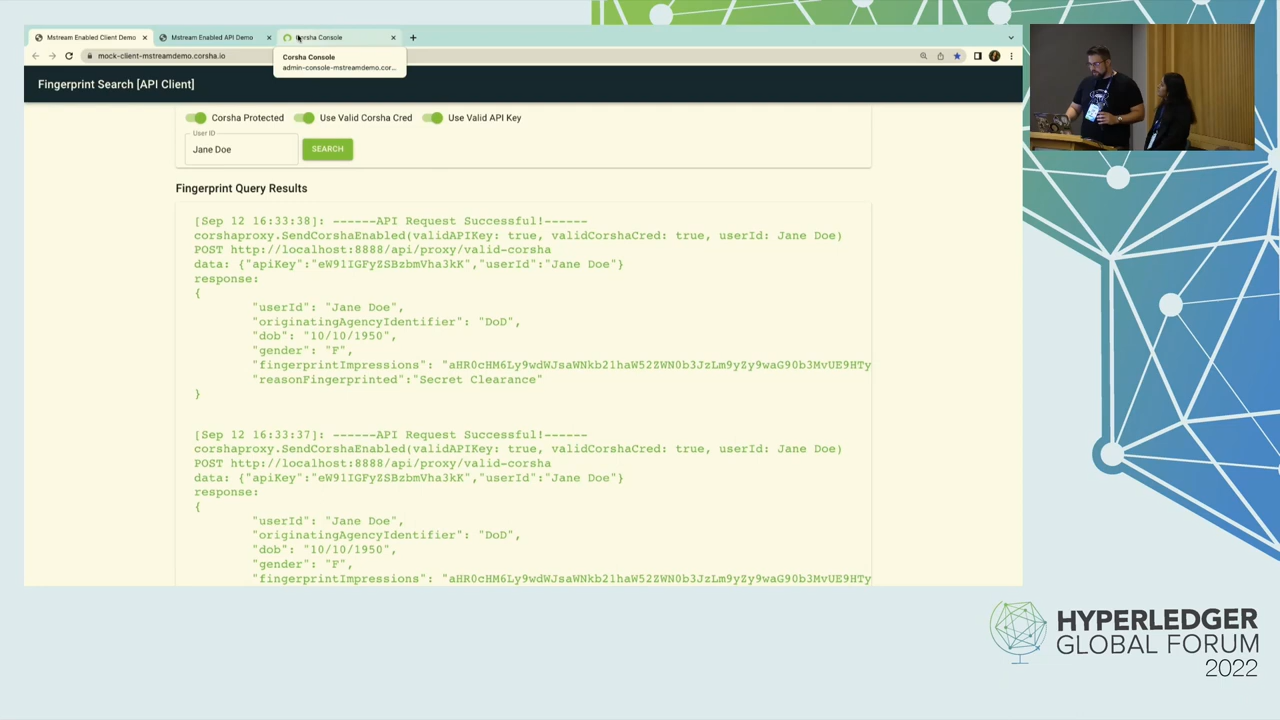 Mstream Enabled Client Demo
Mstream Enabled API Demo
Corsha Console
mock-client-mstreamdemo.corsha.io
Corsha Console
admin-console-mstreamdemo.cor...
Fingerprint Search [API Client]
Corsha Protected
Use Valid Corsha Cred
Use Valid API Key
User ID
Jane Doe
SEARCH
Fingerprint Query Results
[Sep 12 16:33:38]: ------API Request Successful!------
corshaproxy.SendCorshaEnabled(validAPIKey: true, validCorshaCred: true, userId: Jane Doe)
POST http://localhost:8888/api/proxy/valid-corsha
data: {"apiKey":"eW91IGFyZSBzbmVha3kK","userId":"Jane Doe"}
response:
{
"userId": "Jane Doe",
"originatingAgencyIdentifier": "DoD",
"dob": "10/10/1950",
"gender": "F",
"fingerprintImpressions": "aHR0cHM6Ly9wdWJsaWNkb21haW52ZWN0b3JzLm9yZy9waG90b3MvUE9HTy
"reasonFingerprinted":"Secret Clearance"
}
[Sep 12 16:33:37]: ------API Request Successful!------
corshaproxy.SendCorshaEnabled(validAPIKey: true, validCorshaCred: true, userId: Jane Doe)
POST http://localhost:8888/api/proxy/valid-corsha
data: {"apiKey":"eW91IGFyZSBzbmVha3kK","userId":"Jane Doe"}
response:
{
"userId": "Jane Doe",
"originatingAgencyIdentifier": "DoD",
"dob": "10/10/1950",
"gender": "F",
"fingerprintImpressions": "aHR0cHM6Ly9wdWJsaWNkb21haW52ZWN0b3JzLm9yZy9waG90b3MvUE9HTy
HYPERLEDGER
GLOBAL FORUM
2022